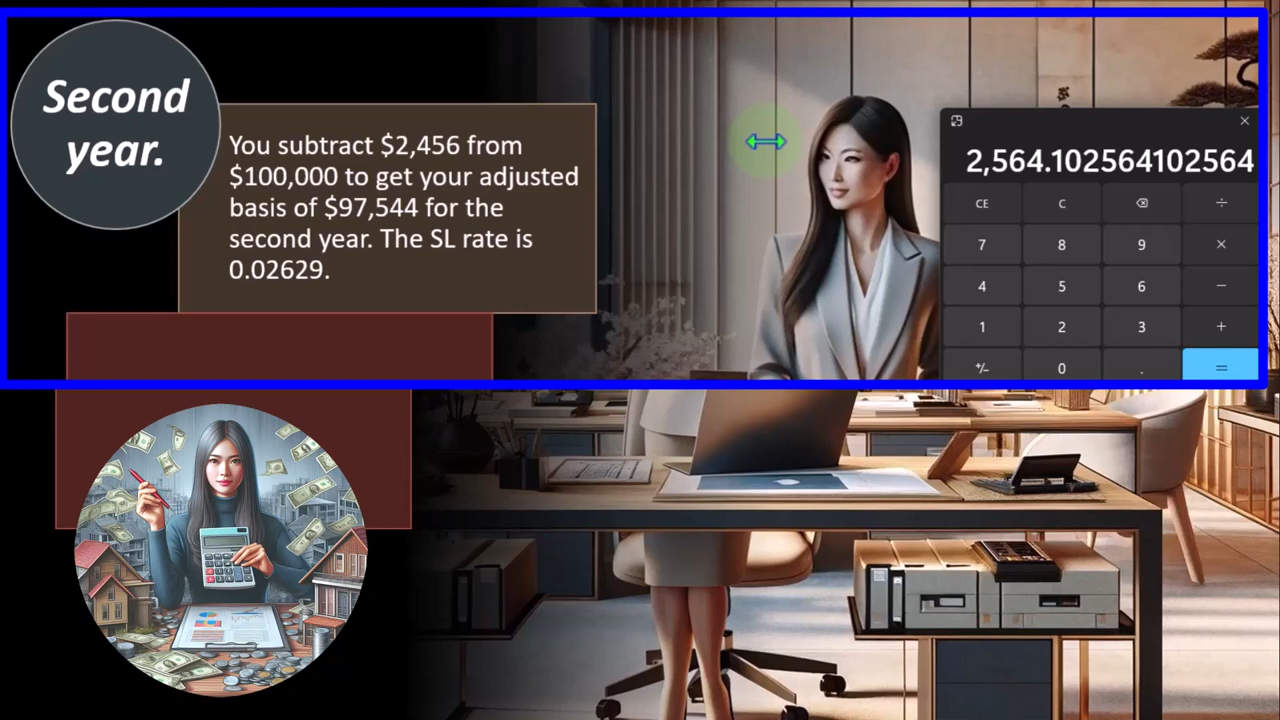 Second
year.
You subtract $2,456 from
$100,000 to get your adjusted
basis of $97,544 for the
second year. The SL rate is
0.02629.
2,564.102564102564
CE C ⌫ ÷
7 8 9 ×
4 5 6 −
1 2 3 +
+/− 0 . =